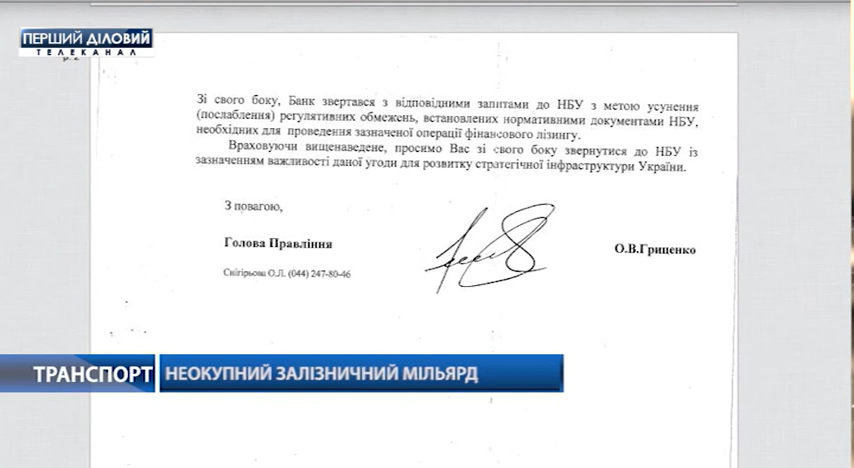 ПЕРШИЙ ДІЛОВИЙ
ТЕЛЕКАНАЛ
Зі свого боку, Банк звертався з відповідними запитами до НБУ з метою усунення
(послаблення) регулятивних обмежень, встановлених нормативними документами НБУ,
необхідних для проведення зазначеної операції фінансового лізингу.
Враховуючи вищенаведене, просимо Вас зі свого боку звернутися до НБУ із
зазначенням важливості даної угоди для розвитку стратегічної інфраструктури України.
З повагою,
Голова Правління
О.В.Гриценко
Снігірьова О.Л. (044) 247-80-46
ТРАНСПОРТ
НЕОКУПНИЙ ЗАЛІЗНИЧНИЙ МІЛЬЯРД